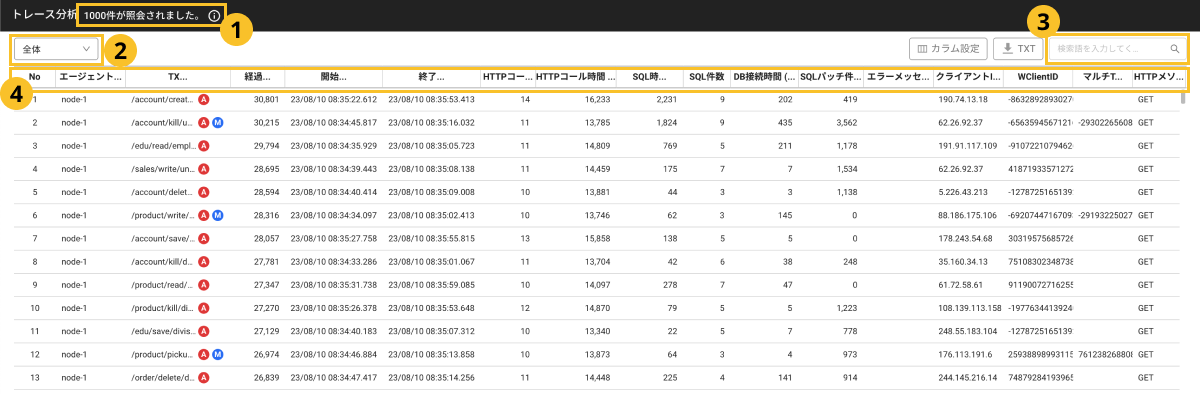 トレース分析 1000件が照会されました。 1
全体 2 カラム設定 TXT 検索語を入力してく... 3
4 No エージェント... TX... 経過... 開始... 終了... HTTPコー... HTTPコール時間 ... SQL時... SQL件数 DB接続時間 (... SQLパッチ件... エラーメッセ... クライアントI... WClientID マルチT... HTTPメソ...
1 node-1 /account/creat... A 30,801 23/08/10 08:35:22.612 23/08/10 08:35:53.413 14 16,233 2,231 9 202 419 190.74.13.18 -8632892893027 GET
2 node-1 /account/kill/u... A M 30,215 23/08/10 08:34:45.817 23/08/10 08:35:16.032 11 13,785 1,824 9 435 3,562 62.26.92.37 -6563594567121 -29302265608 GET
3 node-1 /edu/read/empl... A 29,794 23/08/10 08:34:35.929 23/08/10 08:35:05.723 11 14,809 769 5 211 1,178 191.91.117.109 -9107221079462 GET
4 node-1 /sales/write/un... A 28,695 23/08/10 08:34:39.443 23/08/10 08:35:08.138 11 14,459 175 7 7 1,534 62.26.92.37 4187193357127 GET
5 node-1 /account/delet... A 28,594 23/08/10 08:34:40.414 23/08/10 08:35:09.008 10 13,881 44 3 3 1,138 5.226.43.213 -127872516513 GET
6 node-1 /product/write/... A M 28,316 23/08/10 08:34:34.097 23/08/10 08:35:02.413 10 13,746 62 3 145 0 88.186.175.106 -692074471670 -29193225027 GET
7 node-1 /account/save/... A 28,057 23/08/10 08:35:27.758 23/08/10 08:35:55.815 13 15,858 138 5 5 0 178.243.54.68 303195756857 GET
8 node-1 /account/kill/d... A 27,781 23/08/10 08:34:33.286 23/08/10 08:35:01.067 11 13,704 42 6 38 248 35.160.34.13 751083023487 GET
9 node-1 /product/read/... A 27,347 23/08/10 08:35:31.738 23/08/10 08:35:59.085 10 14,097 278 7 47 0 61.72.58.61 911900727162 GET
10 node-1 /product/kill/di... A 27,270 23/08/10 08:35:26.378 23/08/10 08:35:53.648 12 14,870 79 5 5 1,223 108.139.113.158 -197763441392 GET
11 node-1 /edu/save/divis... A 27,129 23/08/10 08:34:40.183 23/08/10 08:35:07.312 10 13,340 22 5 7 778 248.55.183.104 -127872516513 GET
12 node-1 /product/picku... A M 26,974 23/08/10 08:34:46.884 23/08/10 08:35:13.858 10 13,873 64 3 4 973 176.113.191.6 259388989931 76123826880 GET
13 node-1 /order/delete/d... A 26,839 23/08/10 08:34:47.417 23/08/10 08:35:14.256 11 14,448 225 4 141 914 244.145.216.14 748792841939 GET